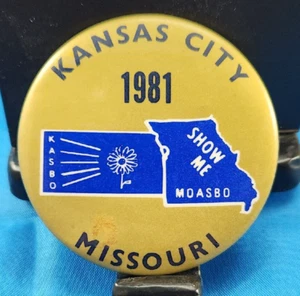 KANSAS CITY
1981
KASBO
SHOW
ME
MOASBO
MISSOURI